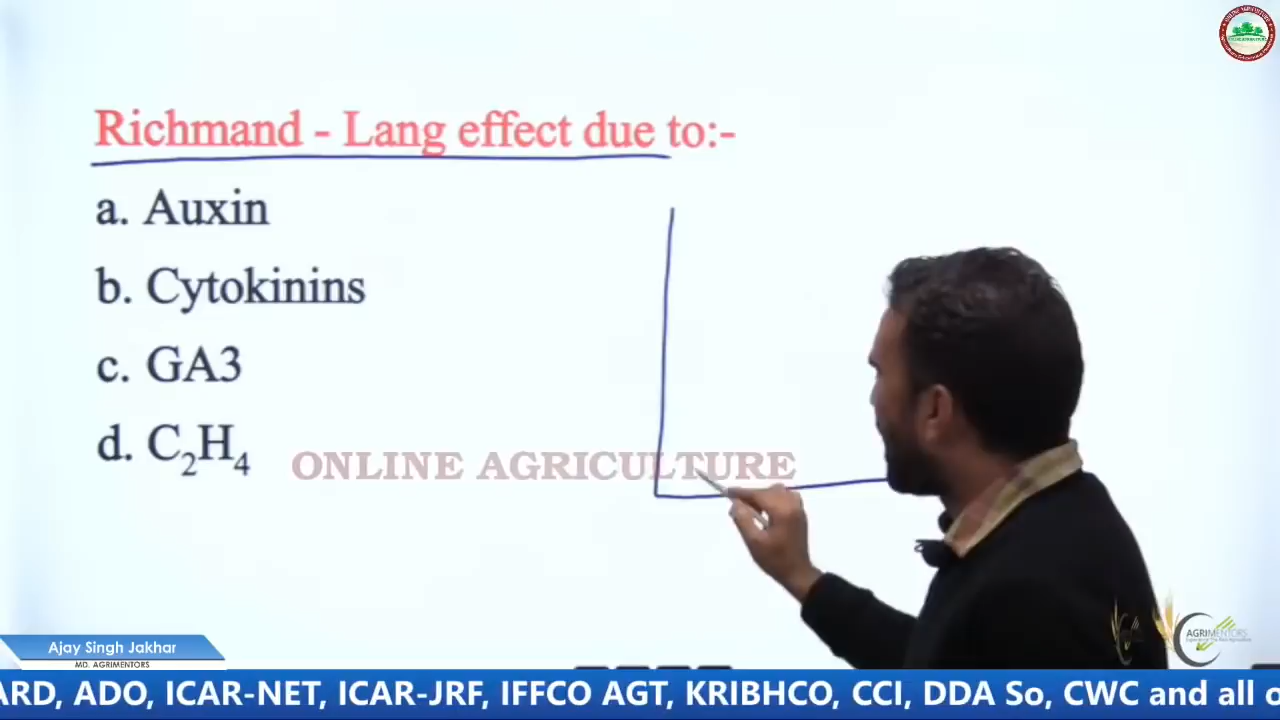 Richmand - Lang effect due to:-
a. Auxin
b. Cytokinins
c. GA3
d. C₂H₄
ONLINE AGRICULTURE
AGRIMENTORS
Ajay Singh Jakhar
MD. AGRIMENTORS
ARD, ADO, ICAR-NET, ICAR-JRF, IFFCO AGT, KRIBHCO, CCI, DDA So, CWC and all o